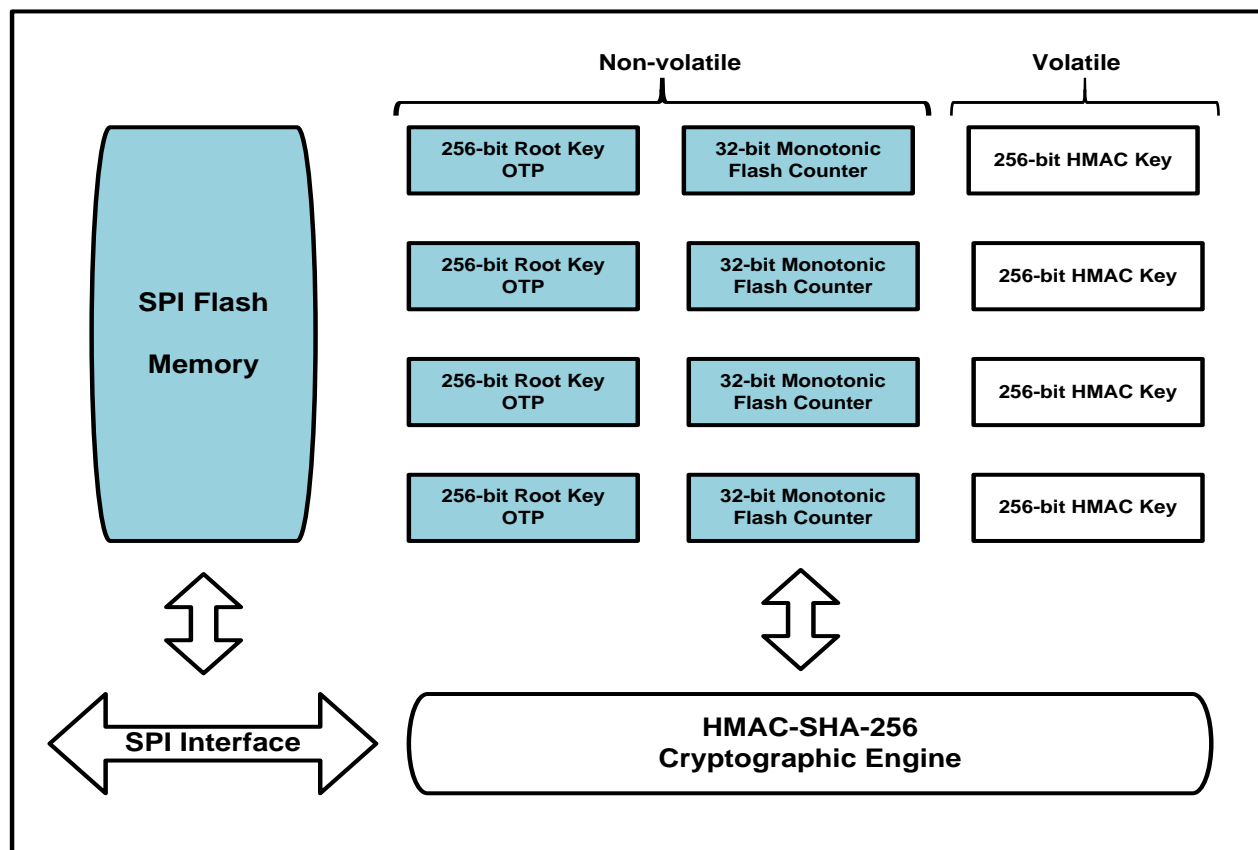 Non-volatile
Volatile
SPI Flash
Memory
256-bit Root Key
OTP
32-bit Monotonic
Flash Counter
256-bit HMAC Key
256-bit Root Key
OTP
32-bit Monotonic
Flash Counter
256-bit HMAC Key
256-bit Root Key
OTP
32-bit Monotonic
Flash Counter
256-bit HMAC Key
256-bit Root Key
OTP
32-bit Monotonic
Flash Counter
256-bit HMAC Key
SPI Interface
HMAC-SHA-256
Cryptographic Engine